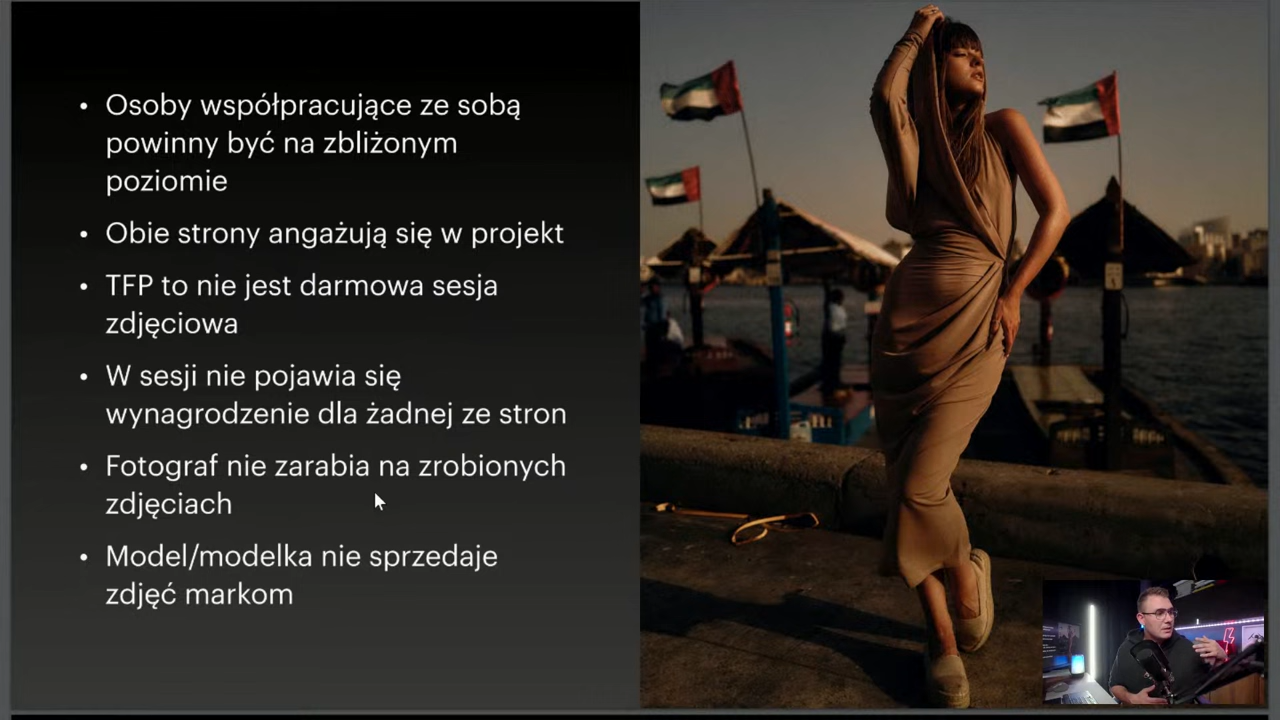 • Osoby współpracujące ze sobą
powinny być na zbliżonym
poziomie
• Obie strony angażują się w projekt
• TFP to nie jest darmowa sesja
zdjęciowa
• W sesji nie pojawia się
wynagrodzenie dla żadnej ze stron
• Fotograf nie zarabia na zrobionych
zdjęciach
• Model/modelka nie sprzedaje
zdjęć markom